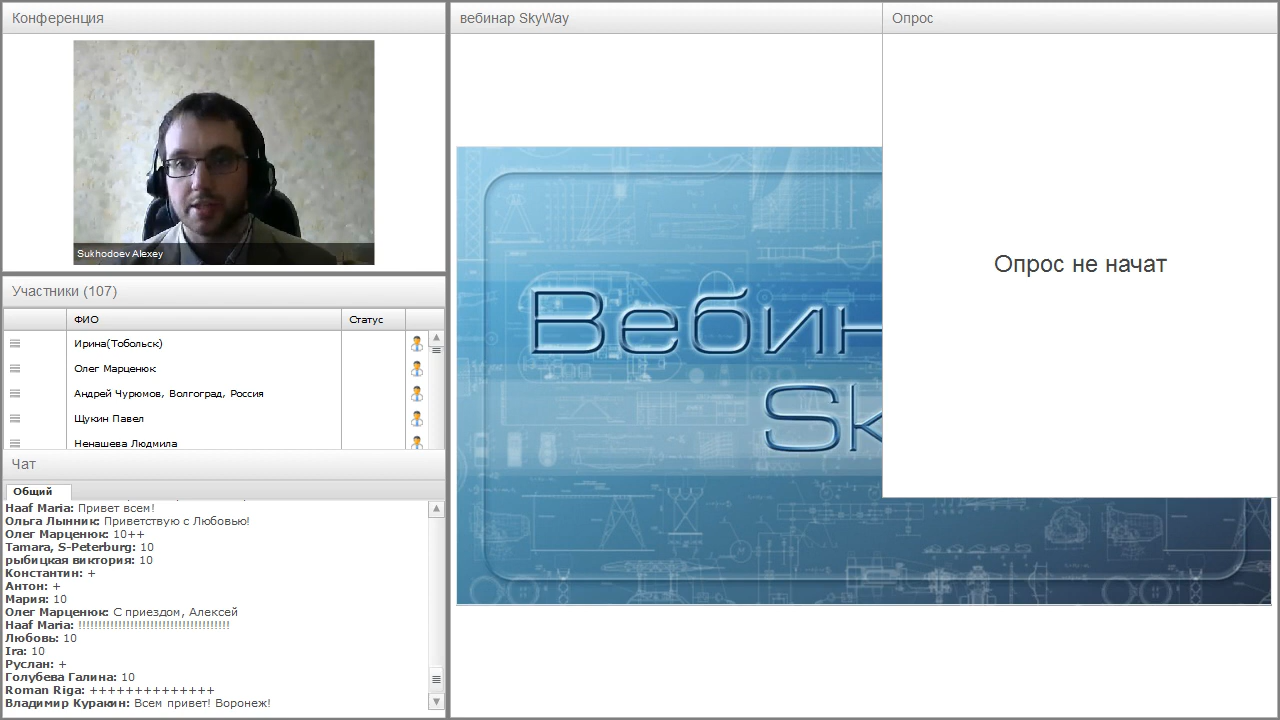 Конференция
Sukhodoev Alexey
Участники (107)
ФИО
Статус
Ирина(Тобольск)
Олег Марценюк
Андрей Чурюмов, Волгоград, Россия
Щукин Павел
Ненашева Людмила
Чат
Общий
Haaf Maria: Привет всем!
Ольга Лынник: Приветствую с Любовью!
Олег Марценюк: 10++
Tamara, S-Peterburg: 10
рыбицкая виктория: 10
Константин: +
Антон: +
Мария: 10
Олег Марценюк: С приездом, Алексей
Haaf Maria: !!!!!!!!!!!!!!!!!!!!!!!!!!!!!!!!!!!!!!
Любовь: 10
Ira: 10
Руслан: +
Голубева Галина: 10
Roman Riga: ++++++++++++++
Владимир Куракин: Всем привет! Воронеж!
вебинар SkyWay
Вебин
Sk
Опрос
Опрос не начат